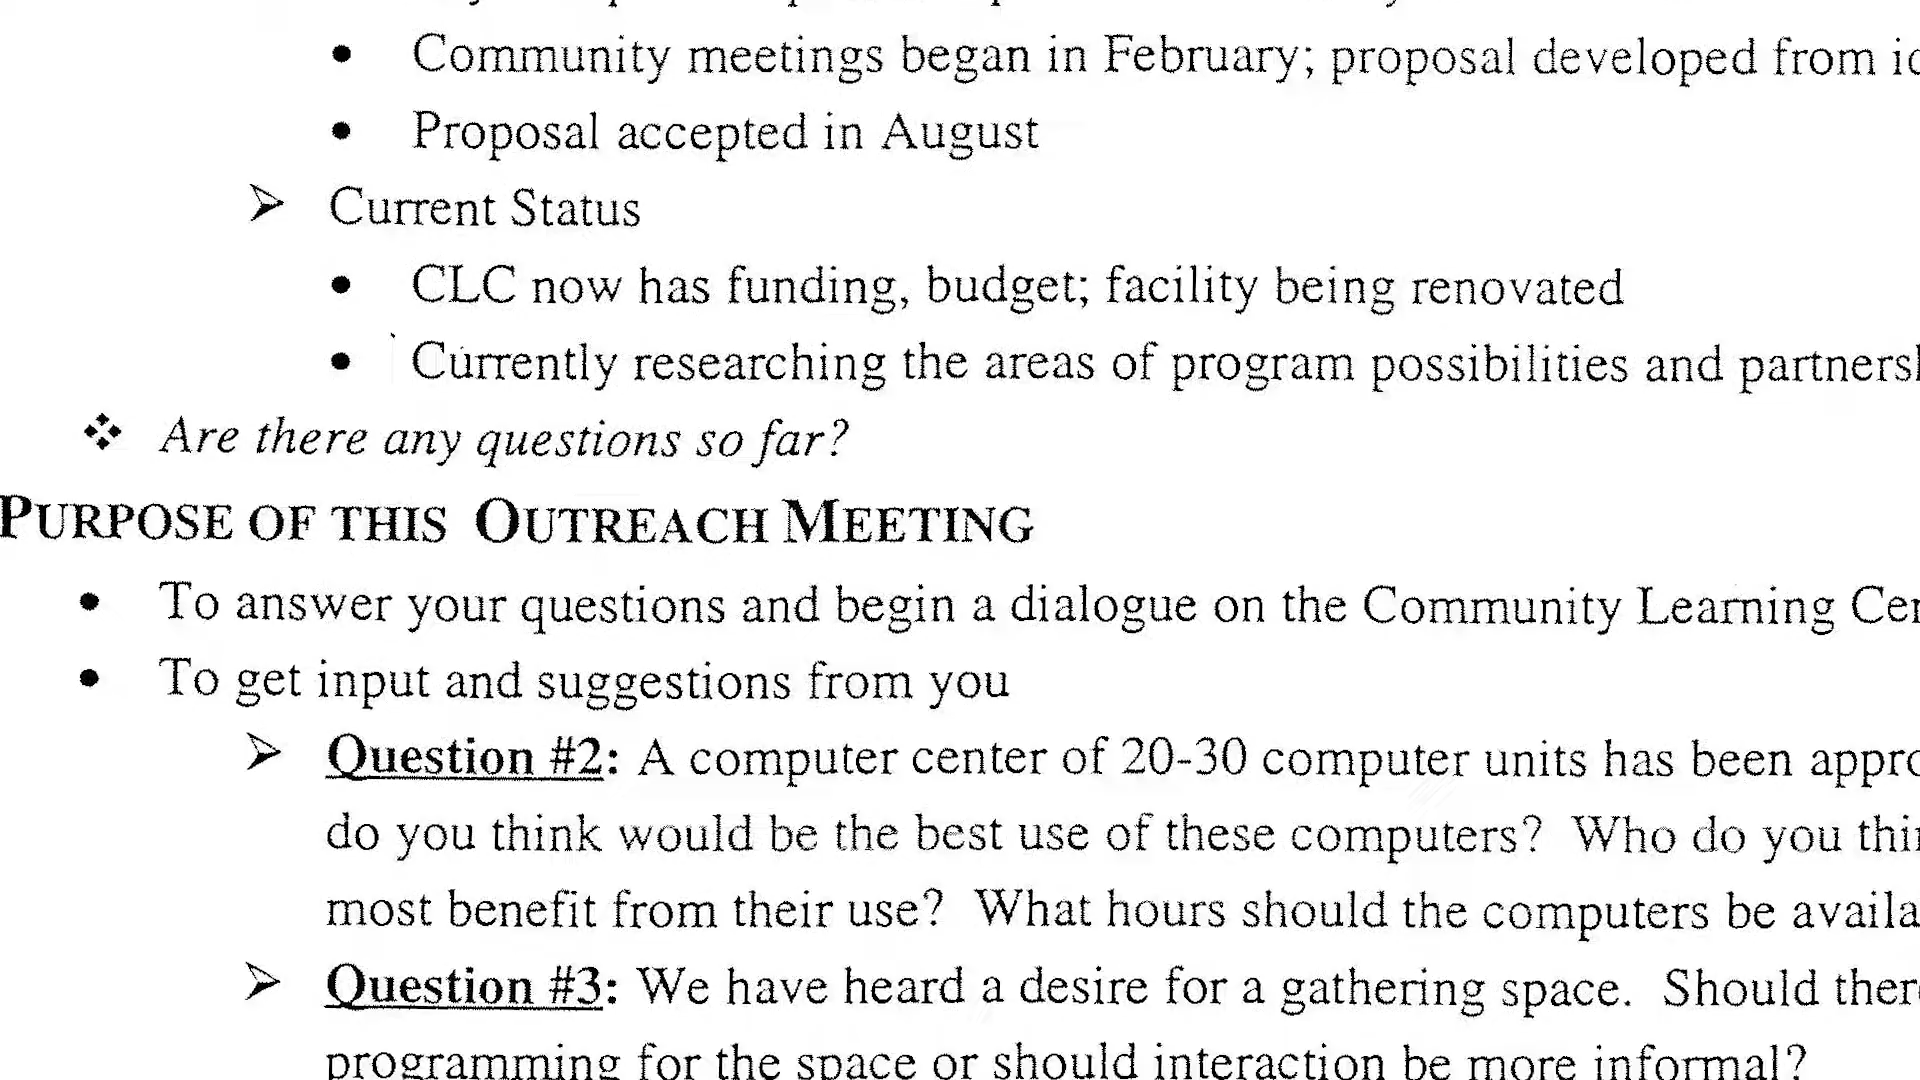 • Community meetings began in February; proposal developed from
• Proposal accepted in August
➢ Current Status
• CLC now has funding, budget; facility being renovated
• Currently researching the areas of program possibilities and
❖ Are there any questions so far?
PURPOSE OF THIS OUTREACH MEETING
• To answer your questions and begin a dialogue on the Community Learning
• To get input and suggestions from you
➢ Question #2: A computer center of 20-30 computer units has been
do you think would be the best use of these computers? Who do you
most benefit from their use? What hours should the computers be
➢ Question #3: We have heard a desire for a gathering space. Should
programming for the space or should interaction be more informal?